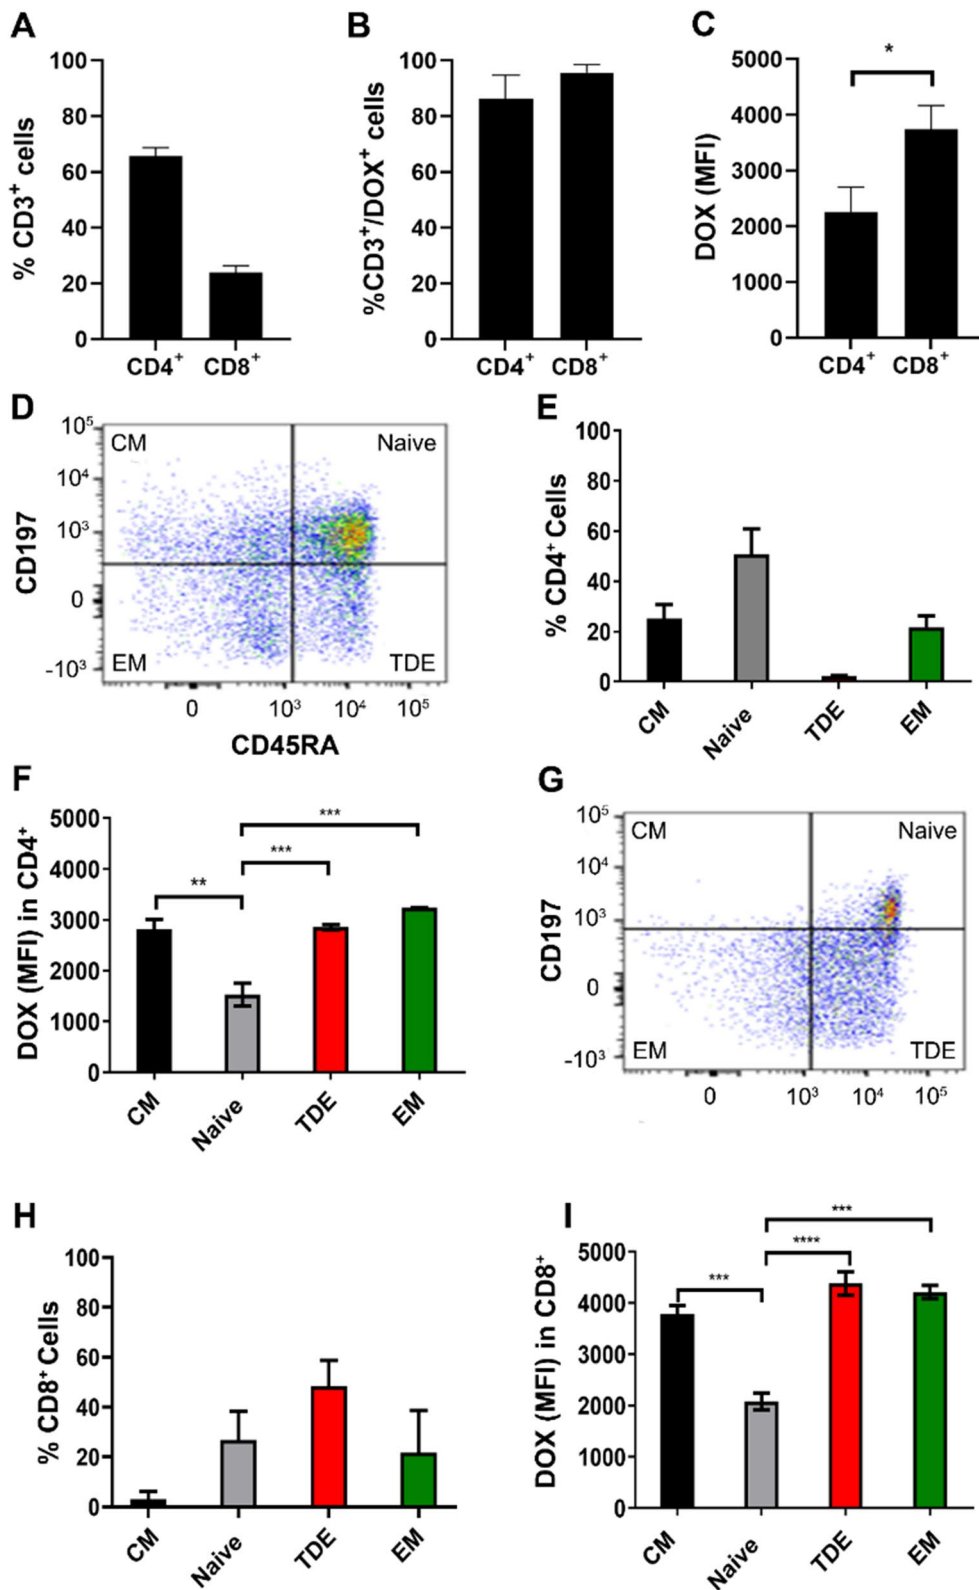 A
% CD3⁺ cells
100
80
60
40
20
0
CD4⁺ CD8⁺
B
%CD3⁺/DOX⁺ cells
100
80
60
40
20
0
CD4⁺ CD8⁺
C
DOX (MFI)
5000
4000
3000
2000
1000
0
*
CD4⁺ CD8⁺
D
CD197
10⁵
10⁴
10³
0
-10³
CM Naive
EM TDE
0 10³ 10⁴ 10⁵
CD45RA
E
% CD4⁺ Cells
100
80
60
40
20
0
CM Naive TDE EM
F
DOX (MFI) in CD4⁺
5000
4000
3000
2000
1000
0
***
***
**
CM Naive TDE EM
G
CD197
10⁵
10⁴
10³
0
-10³
CM Naive
EM TDE
0 10³ 10⁴ 10⁵
H
% CD8⁺ Cells
100
80
60
40
20
0
CM Naive TDE EM
I
DOX (MFI) in CD8⁺
5000
4000
3000
2000
1000
0
***
****
***
CM Naive TDE EM